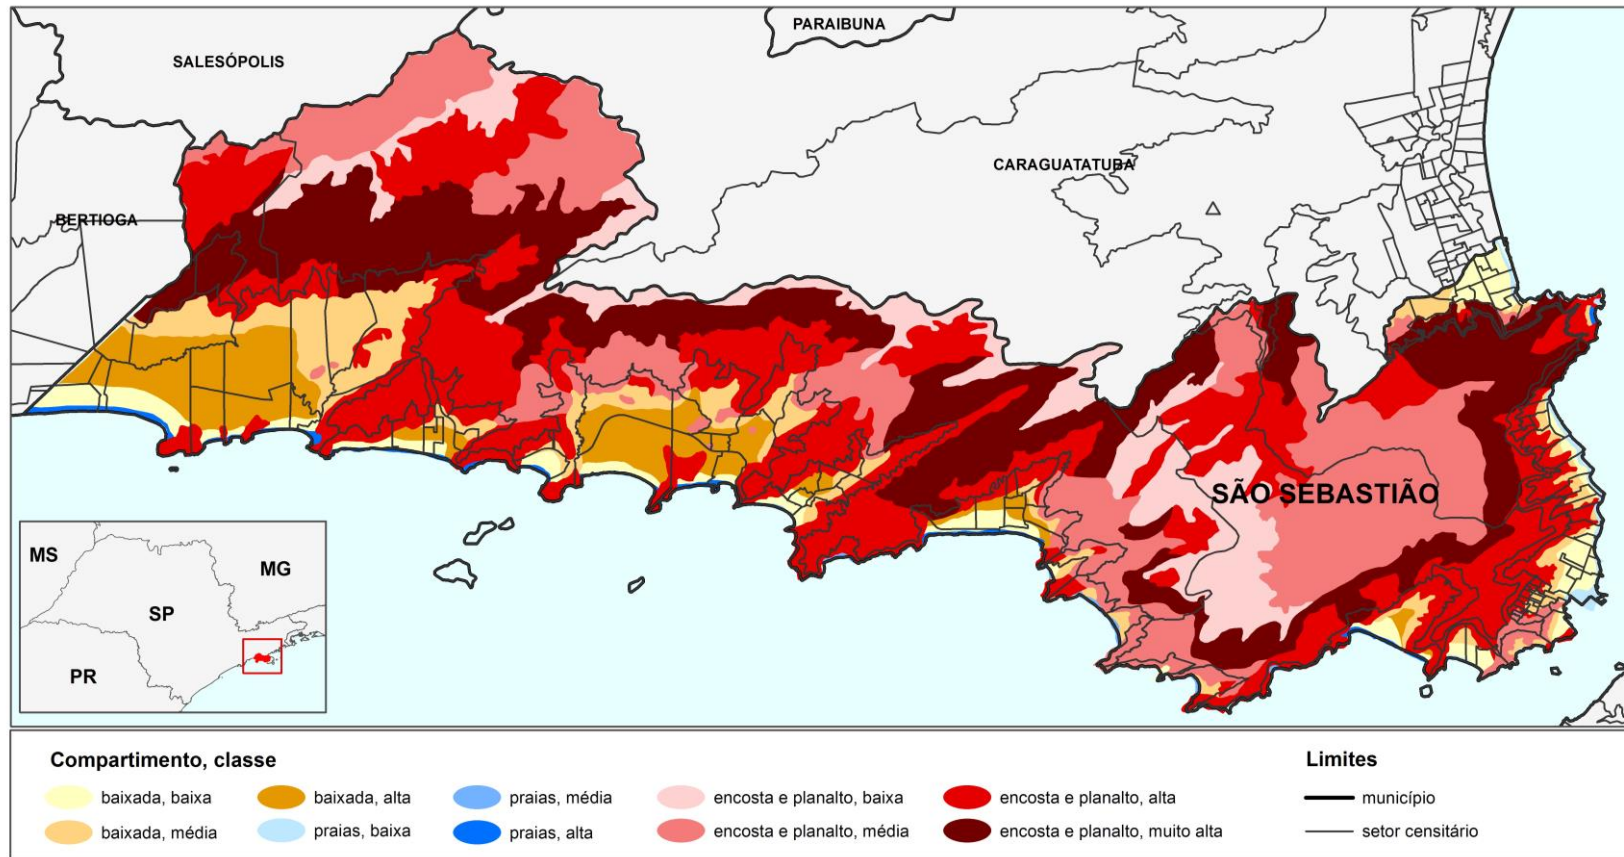 PARAIBUNA
SALESÓPOLIS
CARAGUATATUBA
BERTIOGA
SÃO SEBASTIÃO
MS
MG
SP
PR
Compartimento, classe
Limites
baixada, baixa
baixada, alta
praias, média
encosta e planalto, baixa
encosta e planalto, alta
município
baixada, média
praias, baixa
praias, alta
encosta e planalto, média
encosta e planalto, muito alta
setor censitário